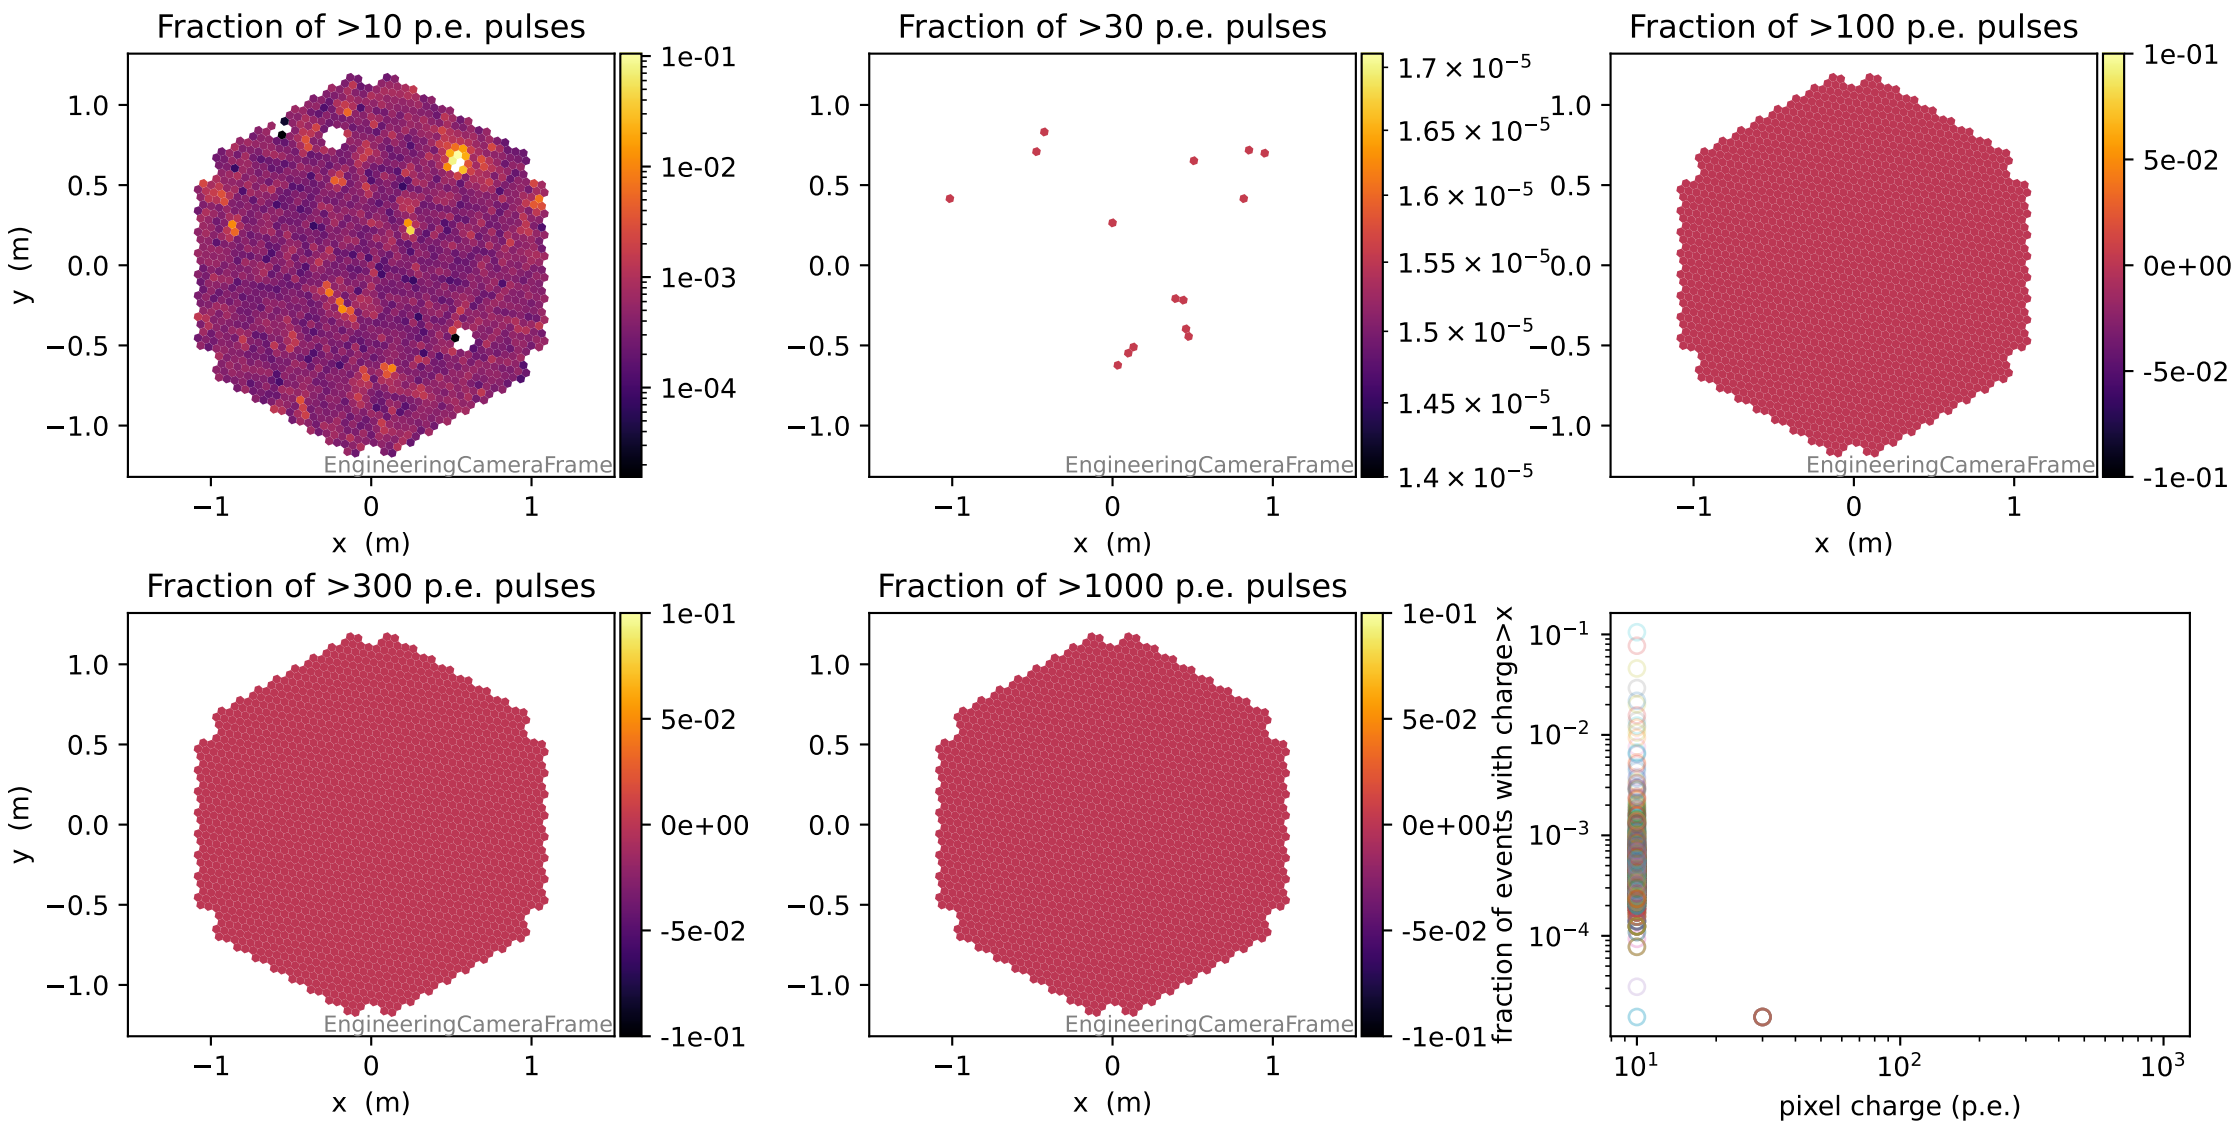 Fraction of >10 p.e. pulses
1.0
0.5
0.0
−0.5
−1.0
y (m)
−1
0
1
x (m)
EngineeringCameraFrame
1e-01
1e-02
1e-03
1e-04
Fraction of >30 p.e. pulses
1.0
0.5
0.0
−0.5
−1.0
−1
0
1
x (m)
EngineeringCameraFrame
1.7 × 10⁻⁵
1.65 × 10⁻⁵
1.6 × 10⁻⁵
1.55 × 10⁻⁵
1.5 × 10⁻⁵
1.45 × 10⁻⁵
1.4 × 10⁻⁵
Fraction of >100 p.e. pulses
1.0
0.5
0.0
−0.5
−1.0
−1
0
1
x (m)
EngineeringCameraFrame
1e-01
5e-02
0e+00
-5e-02
-1e-01
Fraction of >300 p.e. pulses
1.0
0.5
0.0
−0.5
−1.0
y (m)
−1
0
1
x (m)
EngineeringCameraFrame
1e-01
5e-02
0e+00
-5e-02
-1e-01
Fraction of >1000 p.e. pulses
1.0
0.5
0.0
−0.5
−1.0
−1
0
1
x (m)
EngineeringCameraFrame
1e-01
5e-02
0e+00
-5e-02
-1e-01
fraction of events with charge>x
10⁻¹
10⁻²
10⁻³
10⁻⁴
10¹
10²
10³
pixel charge (p.e.)